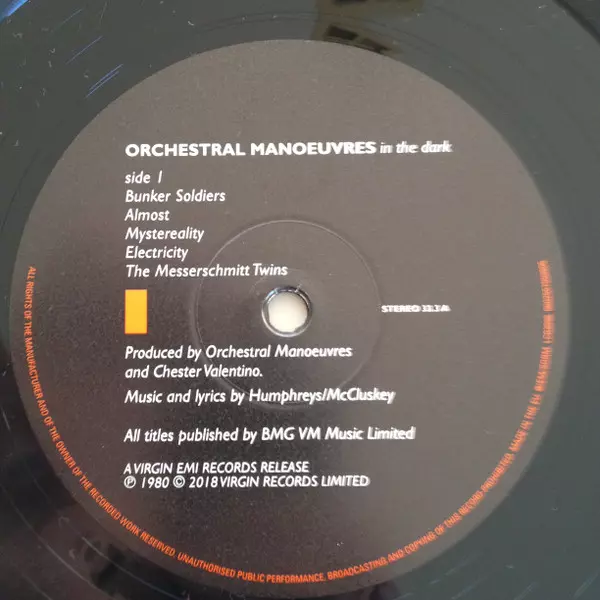 ORCHESTRAL MANOEUVRES in the dark
side 1
Bunker Soldiers
Almost
Mystereality
Electricity
The Messerschmitt Twins
Produced by Orchestral Manoeuvres
and Chester Valentino.
Music and lyrics by Humphreys/McCluskey
All titles published by BMG VM Music Limited
A VIRGIN EMI RECORDS RELEASE
℗ 1980 © 2018 VIRGIN RECORDS LIMITED
STEREO
ALL RIGHTS OF THE MANUFACTURER AND OF THE OWNER OF THE RECORDED WORK RESERVED. UNAUTHORISED PUBLIC PERFORMANCE, BROADCASTING AND COPYING OF THIS RECORD PROHIBITED. MADE IN THE EU.